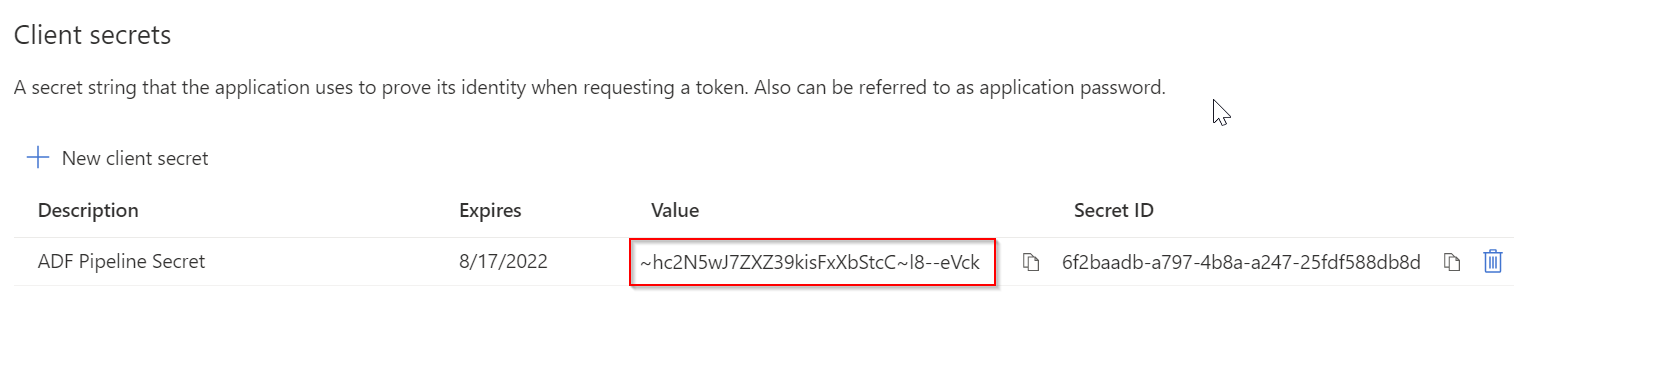 Client secrets
A secret string that the application uses to prove its identity when requesting a token. Also can be referred to as application password.
New client secret
Description Expires Value Secret ID
ADF Pipeline Secret 8/17/2022 ~hc2N5wJ7ZXZ39kisFxXbStcC~l8--eVck 6f2baadb-a797-4b8a-a247-25fdf588db8d